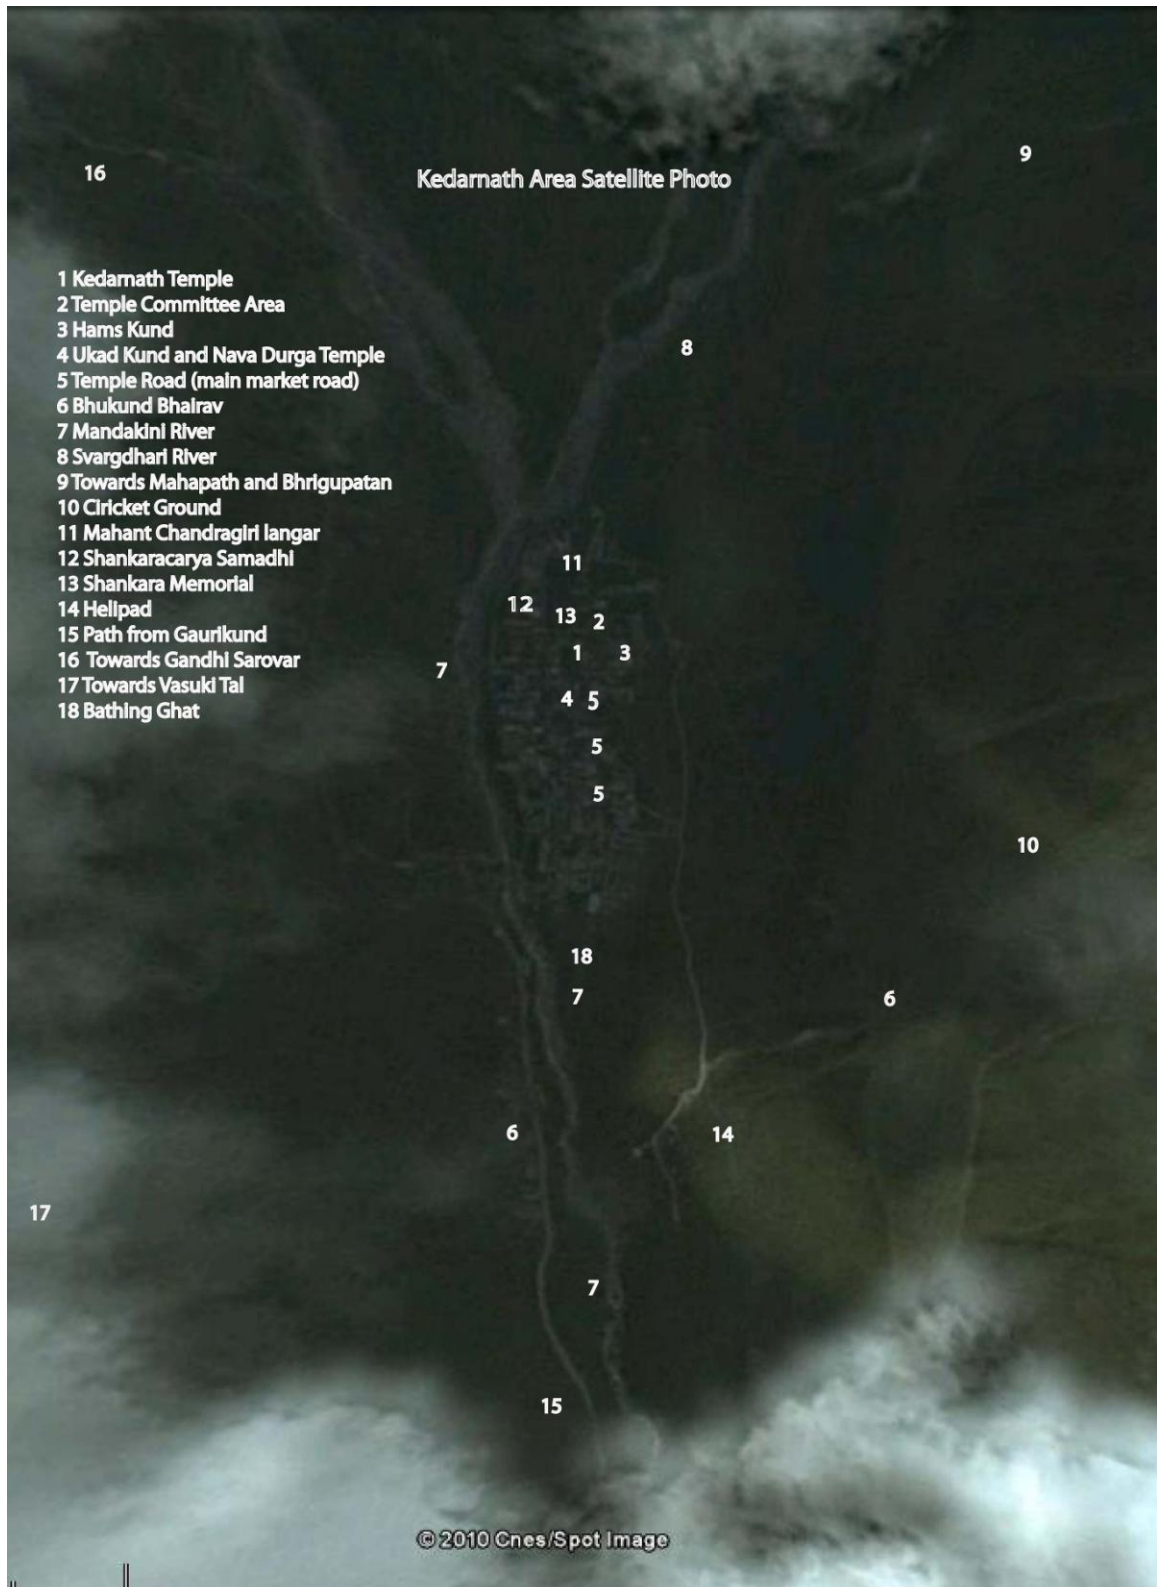 16
9
Kedarnath Area Satellite Photo
1 Kedarnath Temple
2 Temple Committee Area
3 Hams Kund
4 Ukad Kund and Nava Durga Temple
5 Temple Road (main market road)
6 Bhukund Bhairav
7 Mandakini River
8 Svargdhari River
9 Towards Mahapath and Bhrigupatan
10 Ciricket Ground
11 Mahant Chandragiri langar
12 Shankaracarya Samadhi
13 Shankara Memorial
14 Helipad
15 Path from Gaurikund
16 Towards Gandhi Sarovar
17 Towards Vasuki Tal
18 Bathing Ghat
8
11
12
13
2
1
3
7
4
5
5
5
10
18
7
6
6
14
17
7
15
© 2010 Cnes/Spot Image